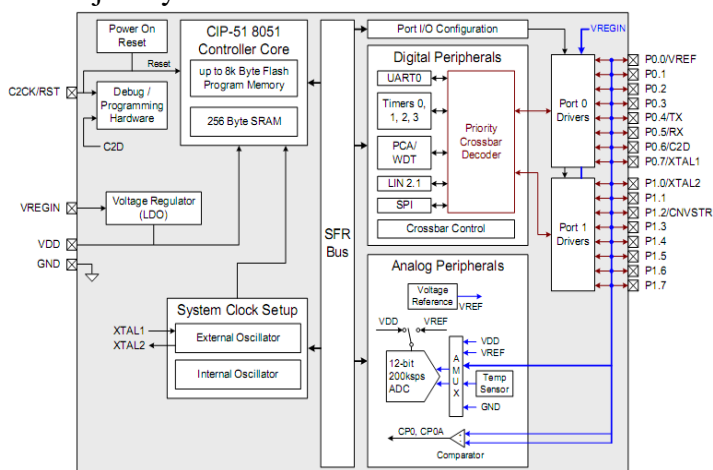 Power On
Reset
Reset
C2CK/RST
Debug /
Programming
Hardware
C2D
CIP-51 8051
Controller Core
up to 8k Byte Flash
Program Memory
256 Byte SRAM
VREGIN
Voltage Regulator
(LDO)
VDD
GND
System Clock Setup
XTAL1
XTAL2
External Oscillator
Internal Oscillator
SFR
Bus
Port I/O Configuration
Digital Peripherals
UART0
Timers 0,
1, 2, 3
PCA/
WDT
LIN 2.1
SPI
Priority
Crossbar
Decoder
Crossbar Control
Analog Peripherals
Voltage
Reference
VREF
VDD
VREF
12-bit
200ksps
ADC
A
M
U
X
VDD
VREF
Temp
Sensor
GND
CP0, CP0A
+
-
Comparator
VREGIN
Port 0
Drivers
Port 1
Drivers
P0.0/VREF
P0.1
P0.2
P0.3
P0.4/TX
P0.5/RX
P0.6/C2D
P0.7/XTAL1
P1.0/XTAL2
P1.1
P1.2/CNVSTR
P1.3
P1.4
P1.5
P1.6
P1.7